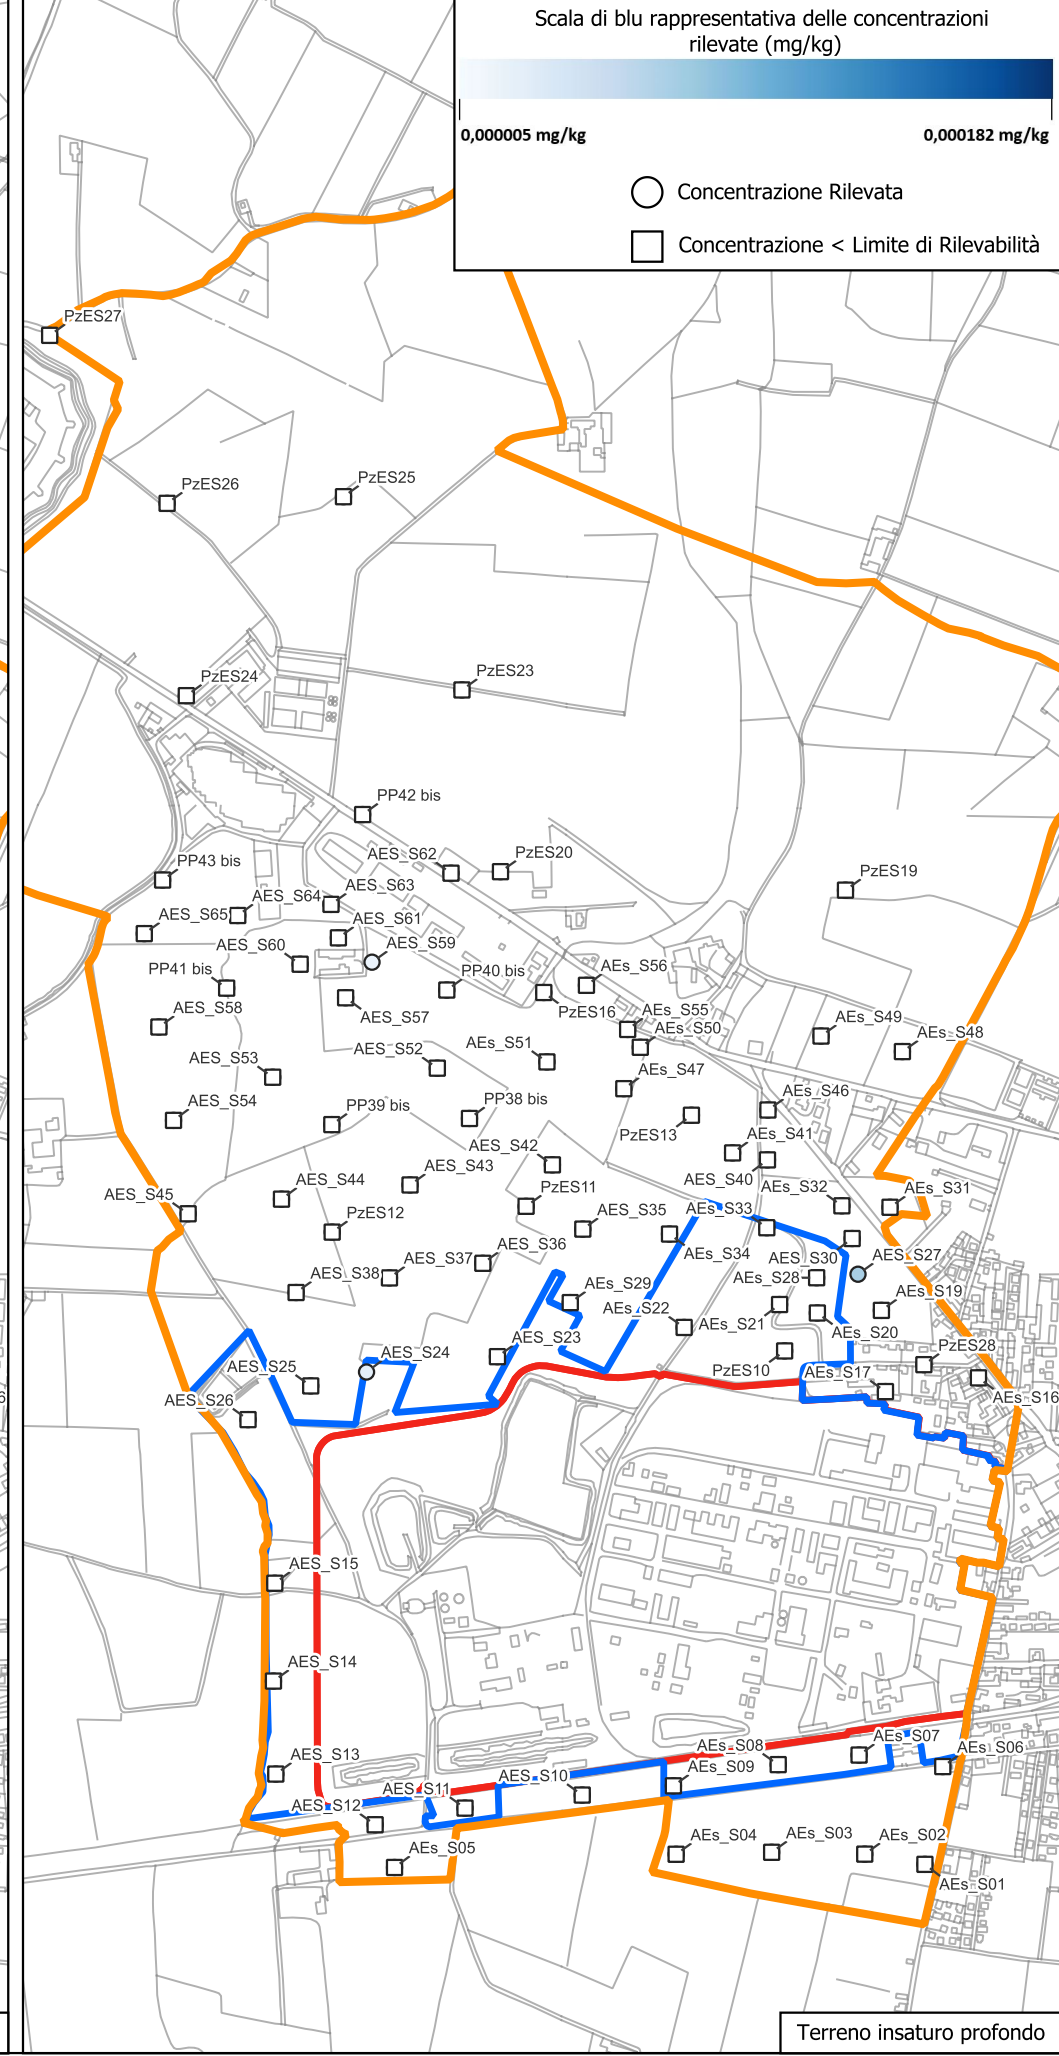 Scala di blu rappresentativa delle concentrazioni
rilevate (mg/kg)
0,000005 mg/kg
0,000182 mg/kg
Concentrazione Rilevata
Concentrazione < Limite di Rilevabilità
PzES27
PzES26
PzES25
PzES24
PzES23
PP42 bis
AES_S62
PzES20
PP43 bis
AES_S63
PzES19
AES_S64
AES_S65
AES_S61
AES_S60
AES_S59
PP41 bis
PP40 bis
AEs_S56
AES_S58
AES_S57
PzES16
AEs_S55
AEs_S50
AEs_S49
AEs_S48
AES_S53
AES_S52
AEs_S51
AEs_S47
AES_S54
PP39 bis
PP38 bis
PzES13
AEs_S46
AEs_S41
AES_S42
AES_S40
AES_S45
AES_S44
AES_S43
PzES11
AEs_S32
AEs_S31
PzES12
AES_S35
AEs_S33
AES_S36
AEs_S34
AES_S30
AEs_S27
AES_S38
AES_S37
AEs_S29
AEs_S28
AEs_S19
AEs_S22
AEs_S21
AEs_S20
AES_S24
AES_S23
PzES28
AES_S25
PzES10
AEs_S17
AES_S26
AEs_S16
AES_S15
AES_S14
AES_S13
AEs_S08
AEs_S07
AEs_S06
AES_S12
AES_S11
AES_S10
AEs_S09
AEs_S05
AEs_S04
AEs_S03
AEs_S02
AEs_S01
Terreno insaturo profondo